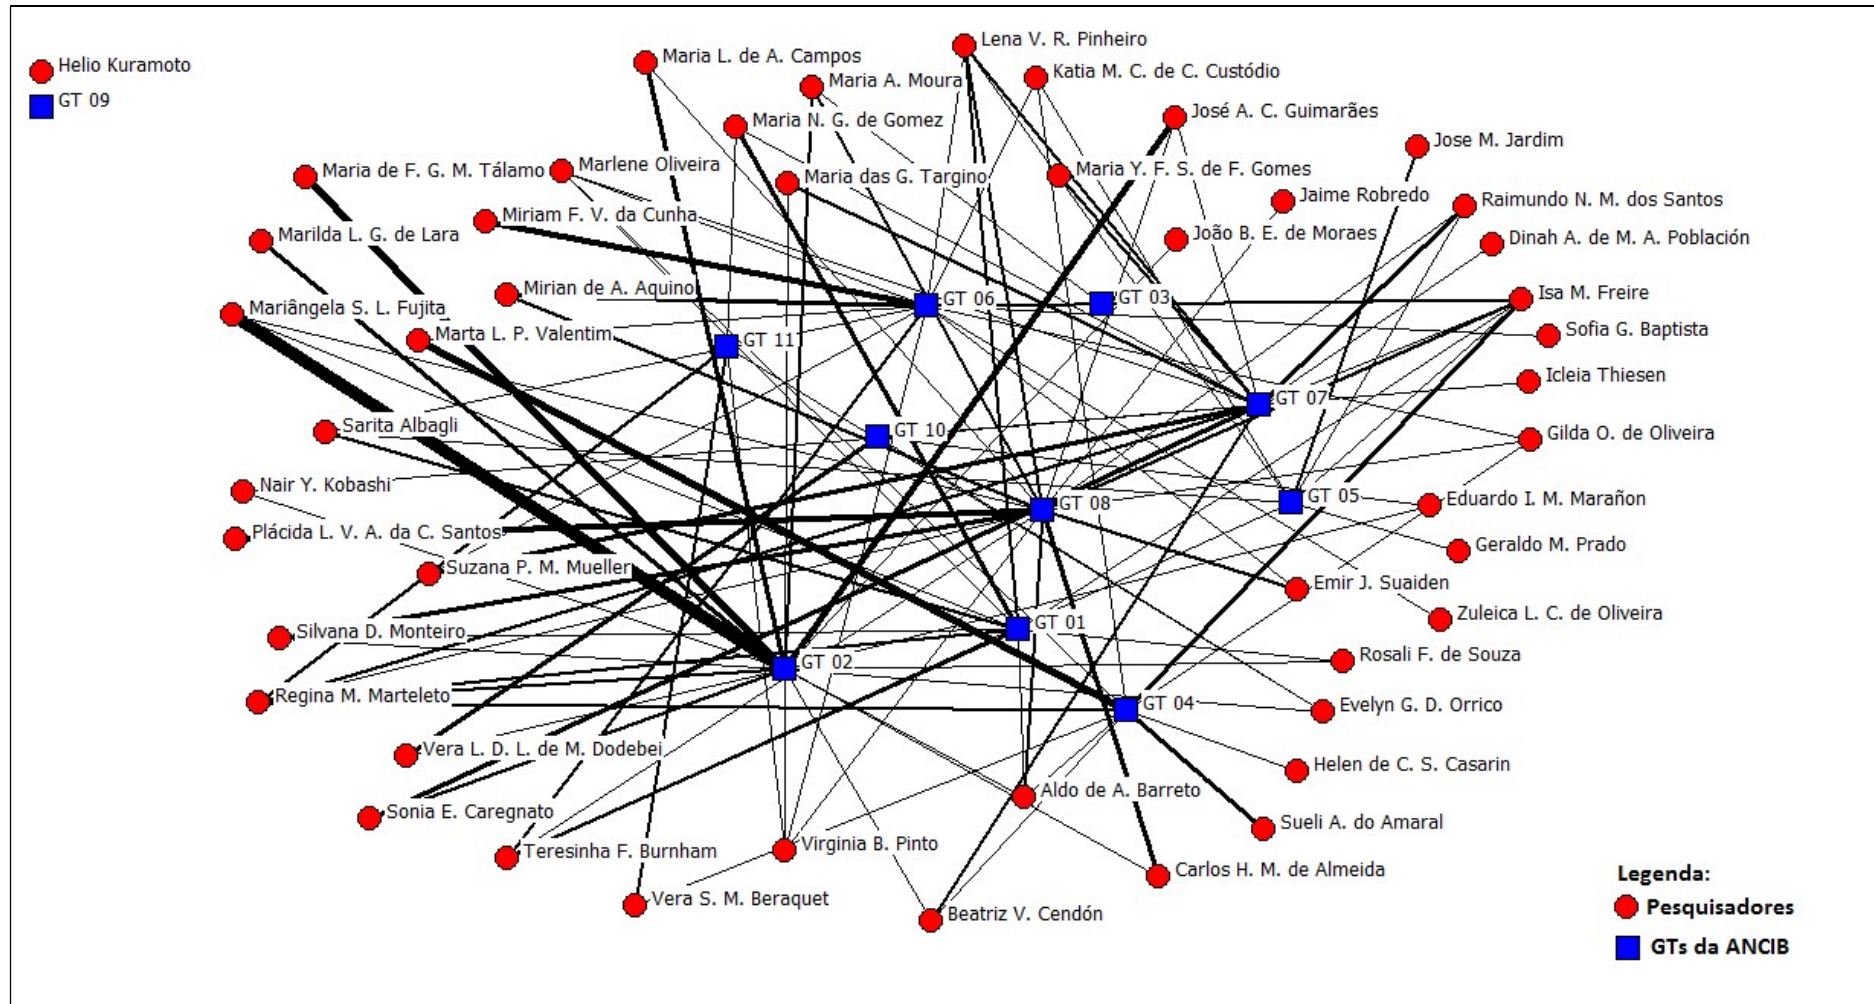 Lena V. R. Pinheiro
Maria L. de A. Campos
Helio Kuramoto
Katia M. C. de C. Custódio
Maria A. Moura
GT 09
José A. C. Guimarães
Maria N. G. de Gomez
Jose M. Jardim
Marlene Oliveira
Maria de F. G. M. Tálamo
Maria Y. F. S. de F. Gomes
Maria das G. Targino
Jaime Robredo
Raimundo N. M. dos Santos
Miriam F. V. da Cunha
Marilda L. G. de Lara
João B. E. de Moraes
Dinah A. de M. A. Población
Mirian de A. Aquino
Isa M. Freire
GT 06
GT 03
Mariângela S. L. Fujita
Sofia G. Baptista
Marta L. P. Valentim
GT 11
Icleia Thiesen
GT 07
Sarita Albagli
GT 10
Gilda O. de Oliveira
Nair Y. Kobashi
GT 05
Eduardo I. M. Marañon
GT 08
Plácida L. V. A. da C. Santos
Geraldo M. Prado
Suzana P. M. Mueller
Emir J. Suaiden
Zuleica L. C. de Oliveira
GT 01
Silvana D. Monteiro
Rosali F. de Souza
GT 02
Regina M. Marteleto
GT 04
Evelyn G. D. Orrico
Vera L. D. L. de M. Dodebei
Helen de C. S. Casarin
Aldo de A. Barreto
Sonia E. Caregnato
Sueli A. do Amaral
Virginia B. Pinto
Teresinha F. Burnham
Carlos H. M. de Almeida
Vera S. M. Beraquet
Beatriz V. Cendón
Legenda:
Pesquisadores
GTs da ANCIB